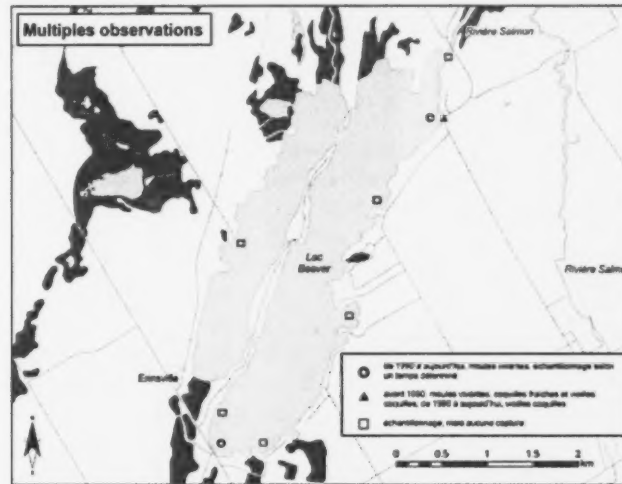 Multiples observations
Rivière Salmon
Lac
Beaver
Rivière Salmo
Erinsville
de 1990 à aujourd'hui, moules vivantes, échantillonnage selon
un temps déterminé
avant 1990, moules vivantes, coquilles fraîches et vieilles
coquilles; de 1990 à aujourd'hui, vieilles coquilles
échantillonnage, mais aucune capture
0 0.5 1 1.5 2
km